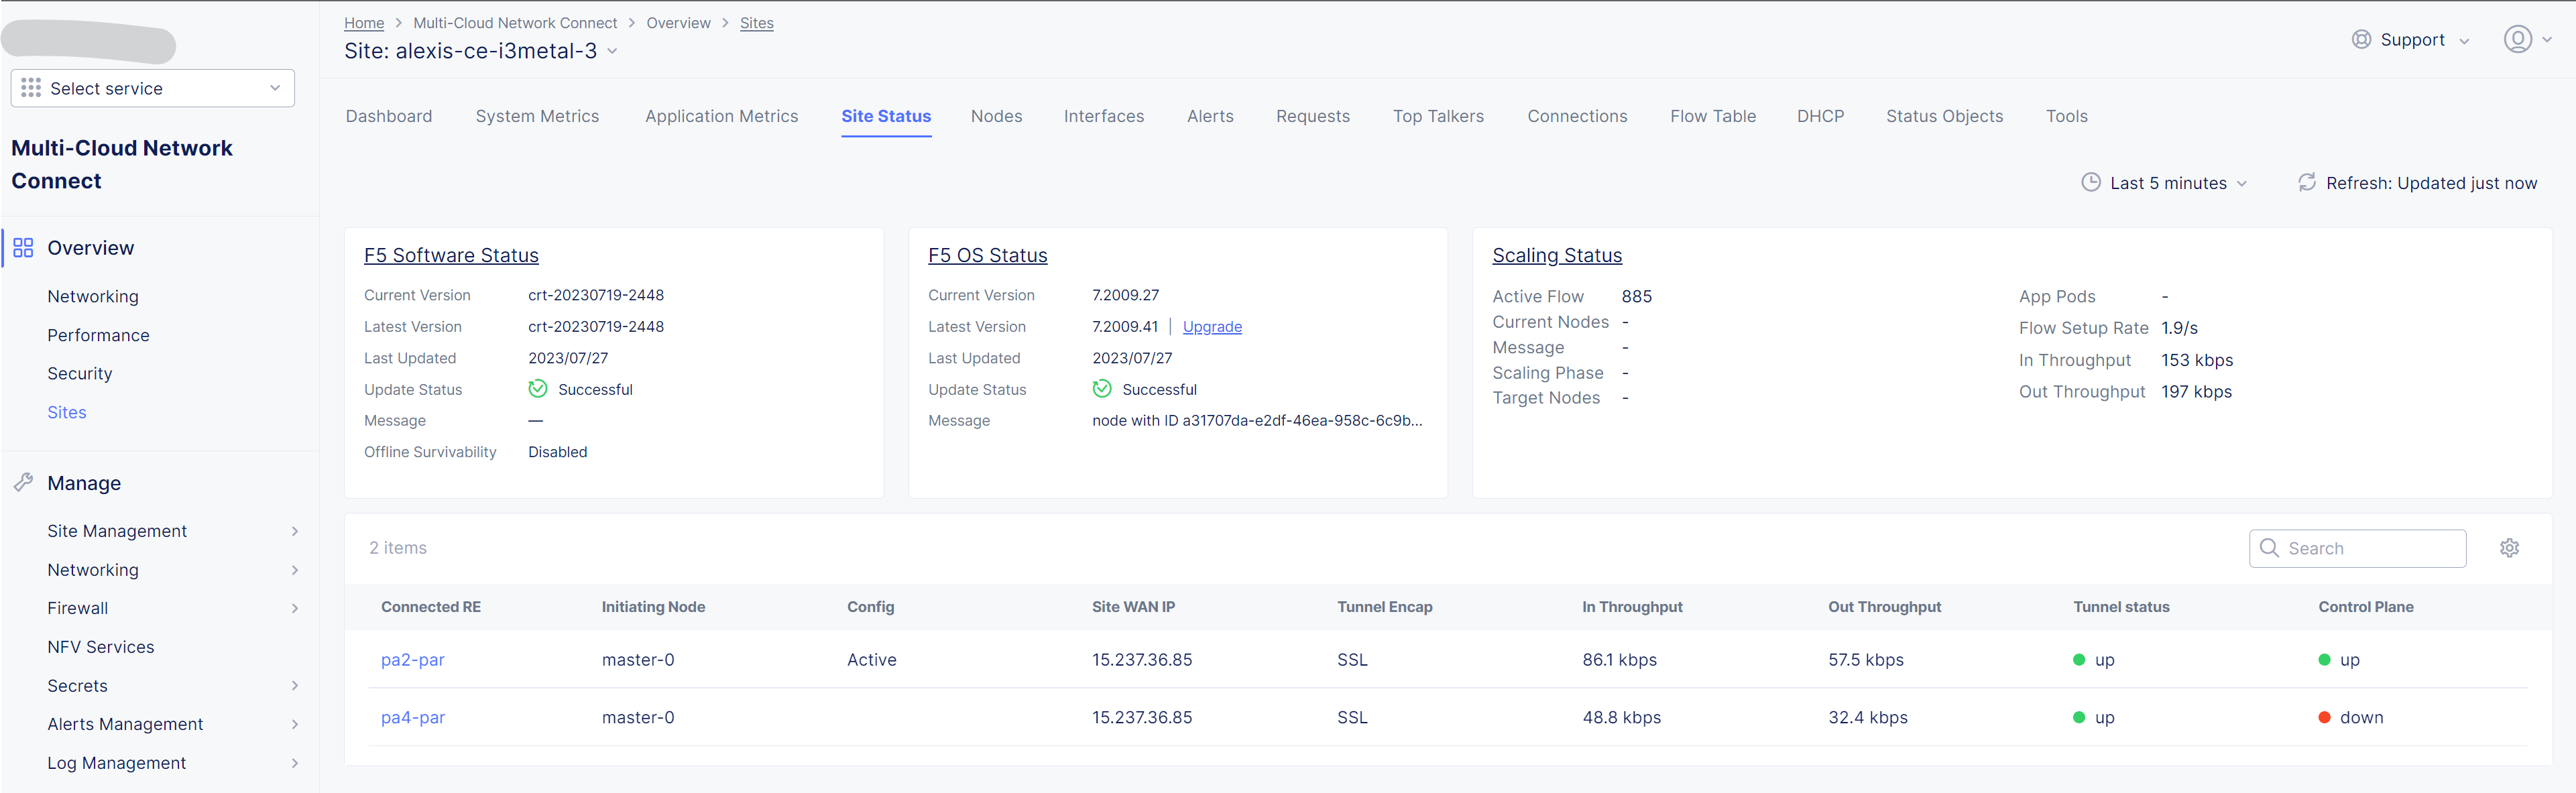 Home > Multi-Cloud Network Connect > Overview > Sites
Site: alexis-ce-i3metal-3
Support
Select service
Multi-Cloud Network
Connect
Overview
Networking
Performance
Security
Sites
Manage
Site Management
Networking
Firewall
NFV Services
Secrets
Alerts Management
Log Management
Dashboard System Metrics Application Metrics Site Status Nodes Interfaces Alerts Requests Top Talkers Connections Flow Table DHCP Status Objects Tools
Last 5 minutes Refresh: Updated just now
F5 Software Status
Current Version crt-20230719-2448
Latest Version crt-20230719-2448
Last Updated 2023/07/27
Update Status Successful
Message —
Offline Survivability Disabled
F5 OS Status
Current Version 7.2009.27
Latest Version 7.2009.41 | Upgrade
Last Updated 2023/07/27
Update Status Successful
Message node with ID a31707da-e2df-46ea-958c-6c9b...
Scaling Status
Active Flow 885
Current Nodes -
Message -
Scaling Phase -
Target Nodes -
App Pods -
Flow Setup Rate 1.9/s
In Throughput 153 kbps
Out Throughput 197 kbps
2 items
Search
Connected RE Initiating Node Config Site WAN IP Tunnel Encap In Throughput Out Throughput Tunnel status Control Plane
pa2-par master-0 Active 15.237.36.85 SSL 86.1 kbps 57.5 kbps up up
pa4-par master-0 15.237.36.85 SSL 48.8 kbps 32.4 kbps up down